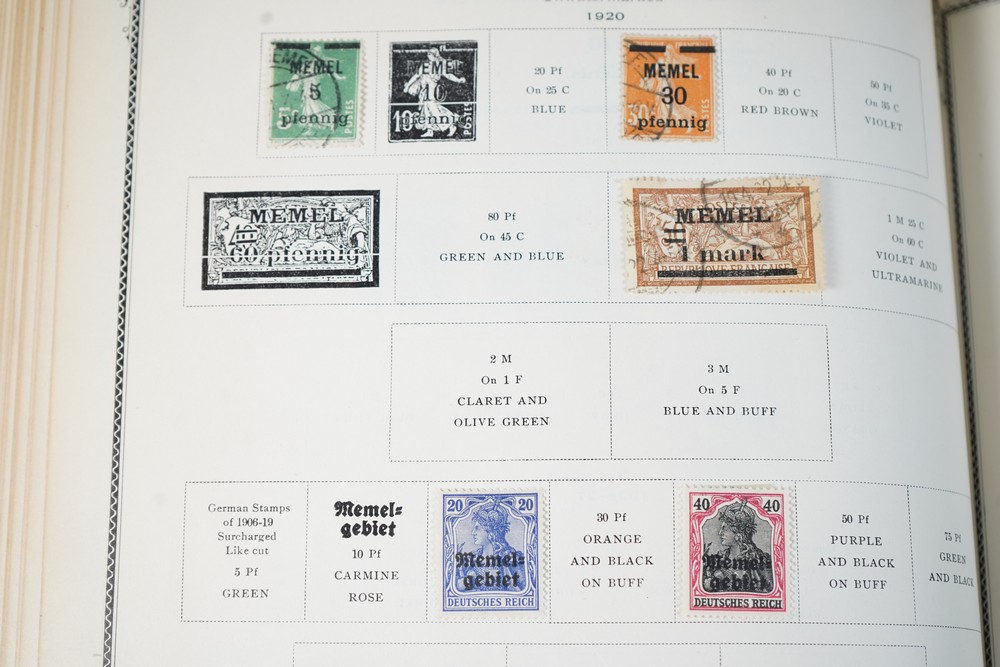 1920
MEMEL
5
pfennig
POSTES
MEMEL
10
pfennig
20 Pf
On 25 C
BLUE
MEMEL
30
pfennig
40 Pf
On 20 C
RED BROWN
50 Pf
On 35 C
VIOLET
MEMEL
60 pfennig
80 Pf
On 45 C
GREEN AND BLUE
MEMEL
1 mark
REPVBLIQVE FRANÇAISE
1 M 25 C
On 60 C
VIOLET AND
ULTRAMARINE
2 M
On 1 F
CLARET AND
OLIVE GREEN
3 M
On 5 F
BLUE AND BUFF
German Stamps
of 1906-19
Surcharged
Like cut
5 Pf
GREEN
Memel=
gebiet
10 Pf
CARMINE
ROSE
20 20
Memel=
gebiet
DEUTSCHES REICH
30 Pf
ORANGE
AND BLACK
ON BUFF
40 40
Memel=
gebiet
DEUTSCHES REICH
50 Pf
PURPLE
AND BLACK
ON BUFF
75 Pf
GREEN
AND BLACK